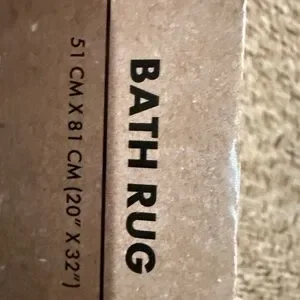 BATH RUG
51 CM X 81 CM (20" X 32")